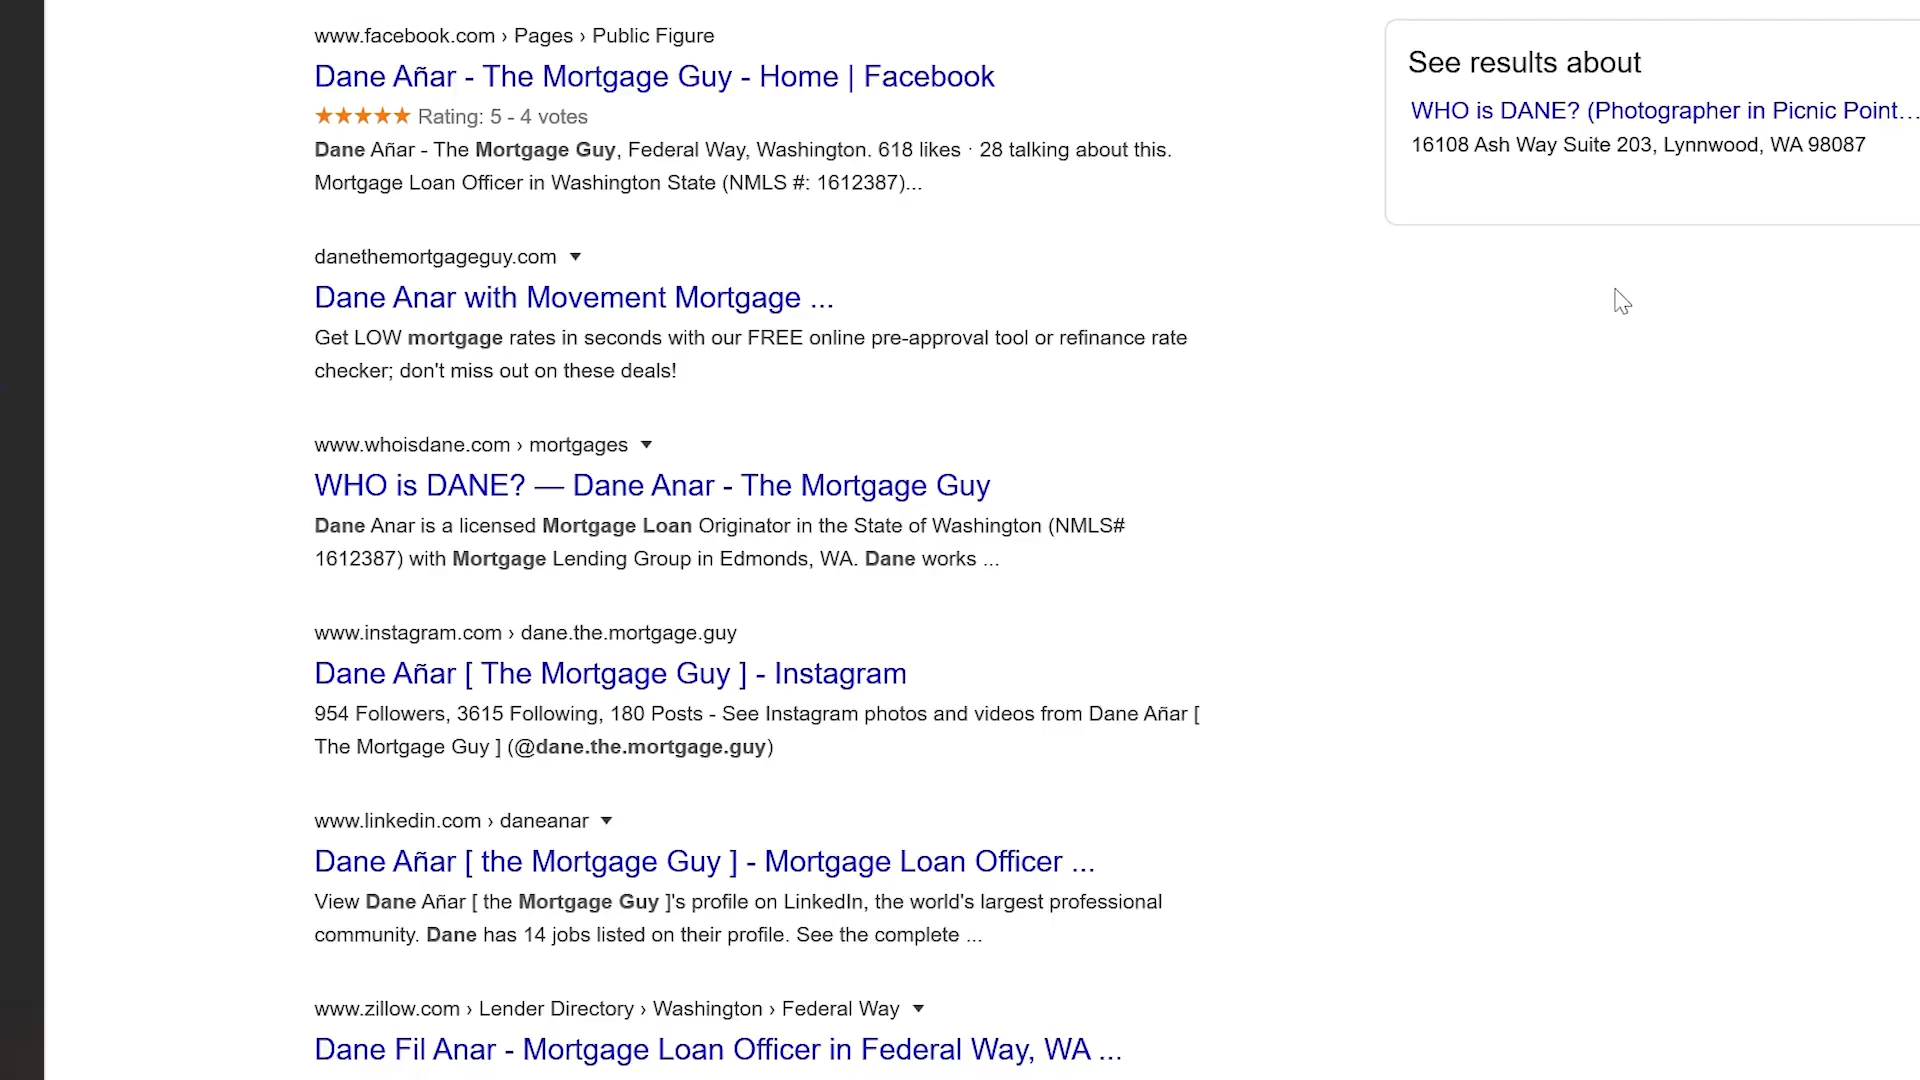 www.facebook.com › Pages › Public Figure
Dane Añar - The Mortgage Guy - Home | Facebook
★★★★★ Rating: 5 - 4 votes
Dane Añar - The Mortgage Guy, Federal Way, Washington. 618 likes · 28 talking about this.
Mortgage Loan Officer in Washington State (NMLS #: 1612387)...
danethemortgageguy.com
Dane Anar with Movement Mortgage ...
Get LOW mortgage rates in seconds with our FREE online pre-approval tool or refinance rate
checker; don't miss out on these deals!
www.whoisdane.com › mortgages
WHO is DANE? — Dane Anar - The Mortgage Guy
Dane Anar is a licensed Mortgage Loan Originator in the State of Washington (NMLS#
1612387) with Mortgage Lending Group in Edmonds, WA. Dane works ...
www.instagram.com › dane.the.mortgage.guy
Dane Añar [ The Mortgage Guy ] - Instagram
954 Followers, 3615 Following, 180 Posts - See Instagram photos and videos from Dane Añar [
The Mortgage Guy ] (@dane.the.mortgage.guy)
www.linkedin.com › daneanar
Dane Añar [ the Mortgage Guy ] - Mortgage Loan Officer ...
View Dane Añar [ the Mortgage Guy ]'s profile on LinkedIn, the world's largest professional
community. Dane has 14 jobs listed on their profile. See the complete ...
www.zillow.com › Lender Directory › Washington › Federal Way
Dane Fil Anar - Mortgage Loan Officer in Federal Way, WA ...
See results about
WHO is DANE? (Photographer in Picnic Point...
16108 Ash Way Suite 203, Lynnwood, WA 98087